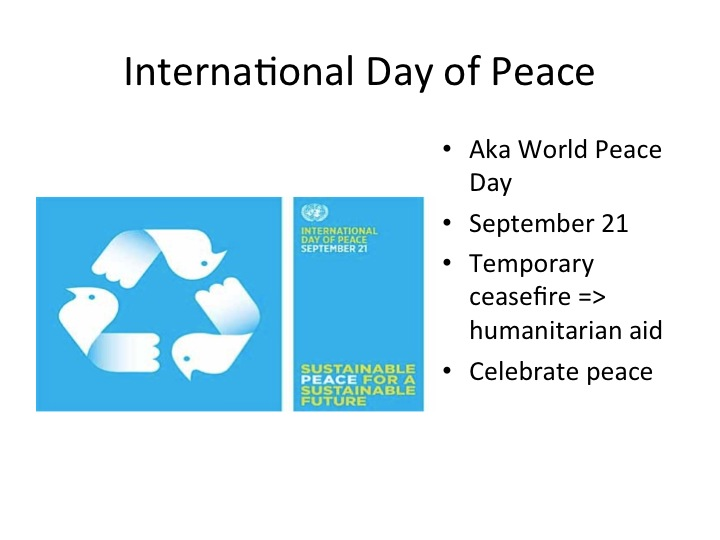 International Day of Peace
• Aka World Peace
Day
• September 21
• Temporary
ceasefire =>
humanitarian aid
• Celebrate peace
INTERNATIONAL
DAY OF PEACE
SEPTEMBER 21
SUSTAINABLE
PEACE FOR A
SUSTAINABLE
FUTURE